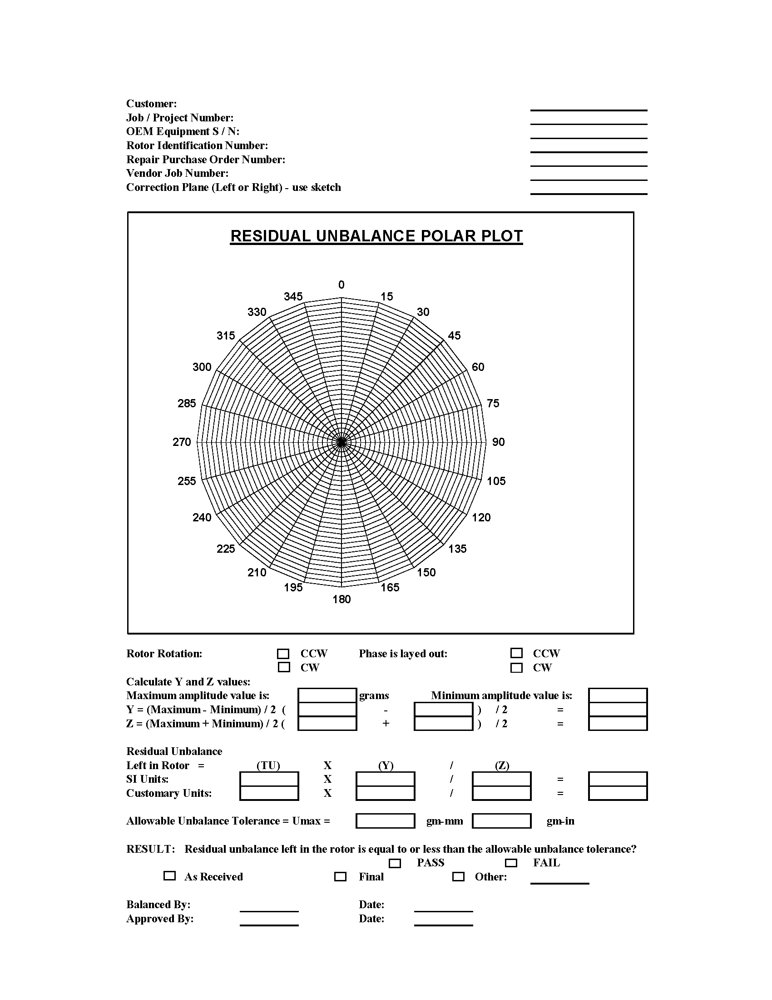 Customer:
Job / Project Number:
OEM Equipment S / N:
Rotor Identification Number:
Repair Purchase Order Number:
Vendor Job Number:
Correction Plane (Left or Right) - use sketch
RESIDUAL UNBALANCE POLAR PLOT
0
345 15
330 30
315 45
300 60
285 75
270 90
255 105
240 120
225 135
210 150
195 165
180
Rotor Rotation: CCW Phase is layed out: CCW
CW CW
Calculate Y and Z values:
Maximum amplitude value is: grams Minimum amplitude value is:
Y = (Maximum - Minimum) / 2 ( - ) / 2 =
Z = (Maximum + Minimum) / 2 ( + ) / 2 =
Residual Unbalance
Left in Rotor = (TU) X (Y) / (Z)
SI Units: X / =
Customary Units: X / =
Allowable Unbalance Tolerance = Umax = gm-mm gm-in
RESULT: Residual unbalance left in the rotor is equal to or less than the allowable unbalance tolerance?
PASS FAIL
As Received Final Other:
Balanced By: Date:
Approved By: Date: